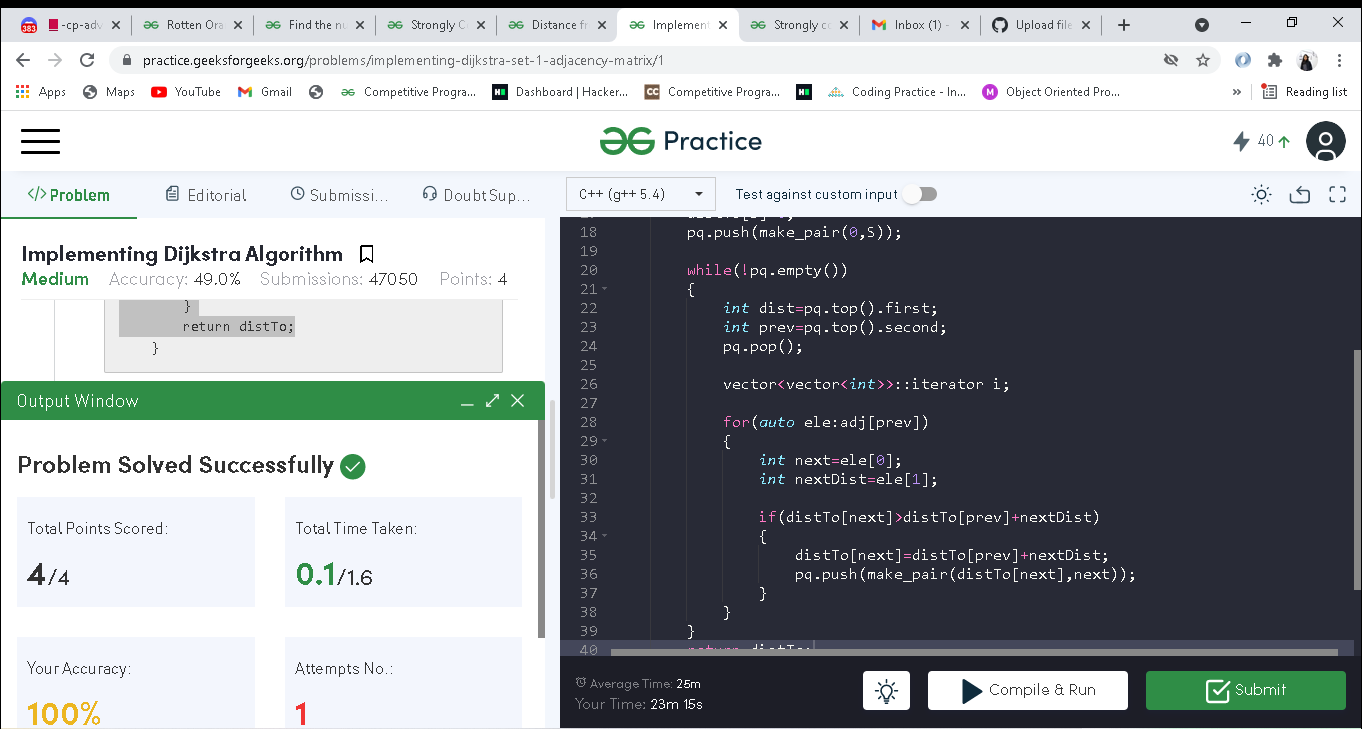 -cp-adv
Rotten Ora
Find the nu
Strongly C
Distance fr
Implement
Strongly co
Inbox (1) -
Upload file
practice.geeksforgeeks.org/problems/implementing-dijkstra-set-1-adjacency-matrix/1
Apps
Maps
YouTube
Gmail
Competitive Progra...
Dashboard | Hacker...
Competitive Progra...
Coding Practice - In...
Object Oriented Pro...
»
Reading list
Practice
40
</> Problem
Editorial
Submissi...
Doubt Sup...
C++ (g++ 5.4)
Test against custom input
Implementing Dijkstra Algorithm
Medium Accuracy: 49.0% Submissions: 47050 Points: 4
}
return distTo;
}
Output Window
Problem Solved Successfully
Total Points Scored:
4/4
Total Time Taken:
0.1/1.6
Your Accuracy:
100%
Attempts No.:
1
18 pq.push(make_pair(0,S));
19
20 while(!pq.empty())
21 {
22 int dist=pq.top().first;
23 int prev=pq.top().second;
24 pq.pop();
25
26 vector<vector<int>>::iterator i;
27
28 for(auto ele:adj[prev])
29 {
30 int next=ele[0];
31 int nextDist=ele[1];
32
33 if(distTo[next]>distTo[prev]+nextDist)
34 {
35 distTo[next]=distTo[prev]+nextDist;
36 pq.push(make_pair(distTo[next],next));
37 }
38 }
39 }
40 return distTo;
Average Time: 25m
Your Time: 23m 15s
Compile & Run
Submit